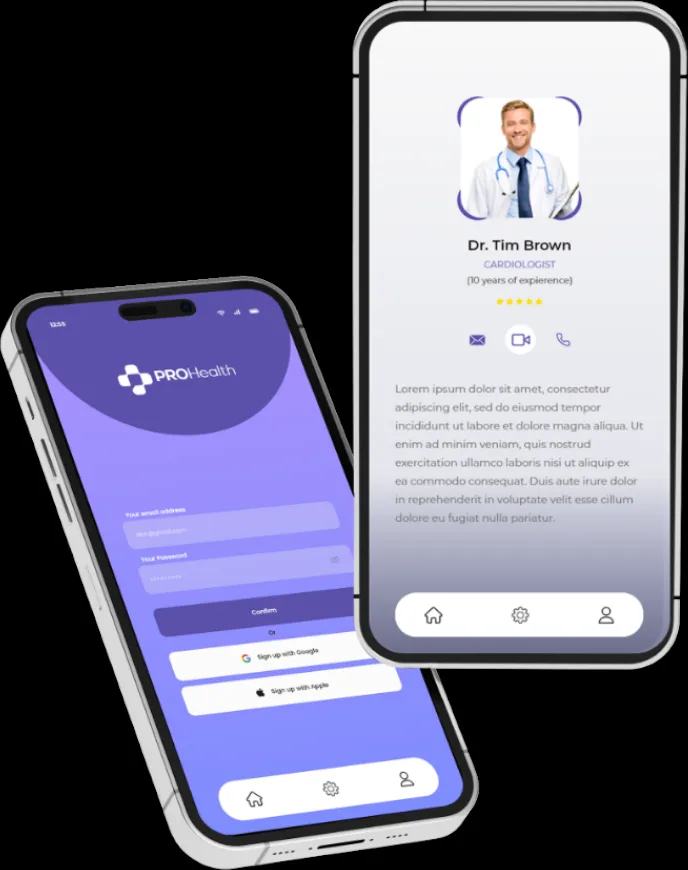 12:55
PROHealth
Your email address
Your Password
Confirm
Or
Sign up with Google
Sign up with Apple
Dr. Tim Brown
CARDIOLOGIST
(10 years of expierence)
Lorem ipsum dolor sit amet, consectetur
adipiscing elit, sed do eiusmod tempor
incididunt ut labore et dolore magna aliqua. Ut
enim ad minim veniam, quis nostrud
exercitation ullamco laboris nisi ut aliquip ex
ea commodo consequat. Duis aute irure dolor
in reprehenderit in voluptate velit esse cillum
dolore eu fugiat nulla pariatur.